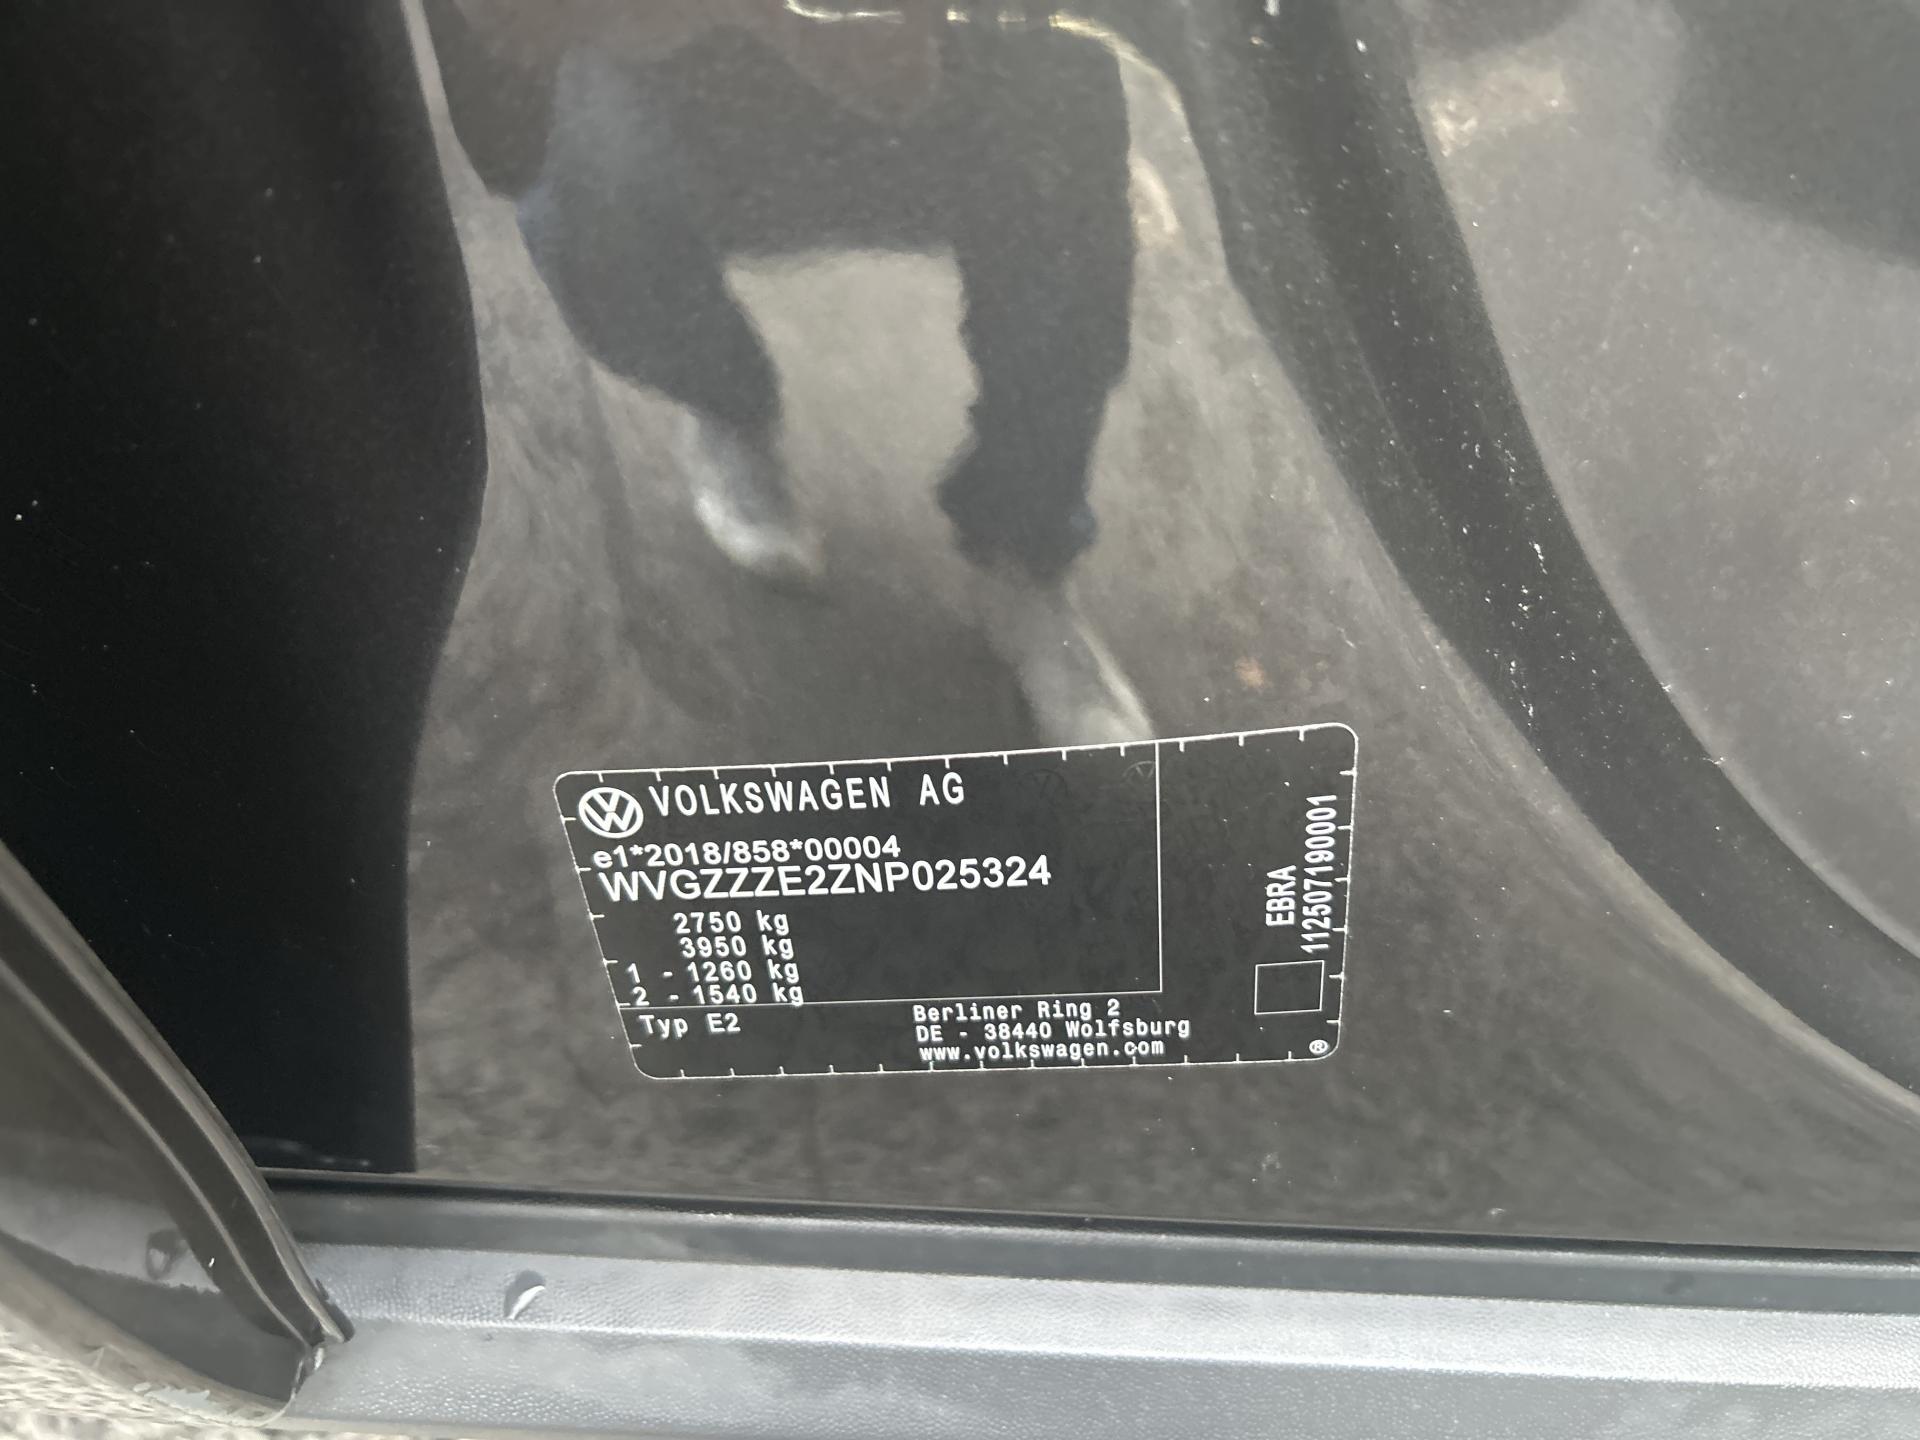 VOLKSWAGEN AG
e1*2018/858*00004
WVGZZZE2ZNP025324
2750 kg
3950 kg
1 - 1260 kg
2 - 1540 kg
Typ E2
Berliner Ring 2
DE - 38440 Wolfsburg
www.volkswagen.com
EBRA
112507190001
®